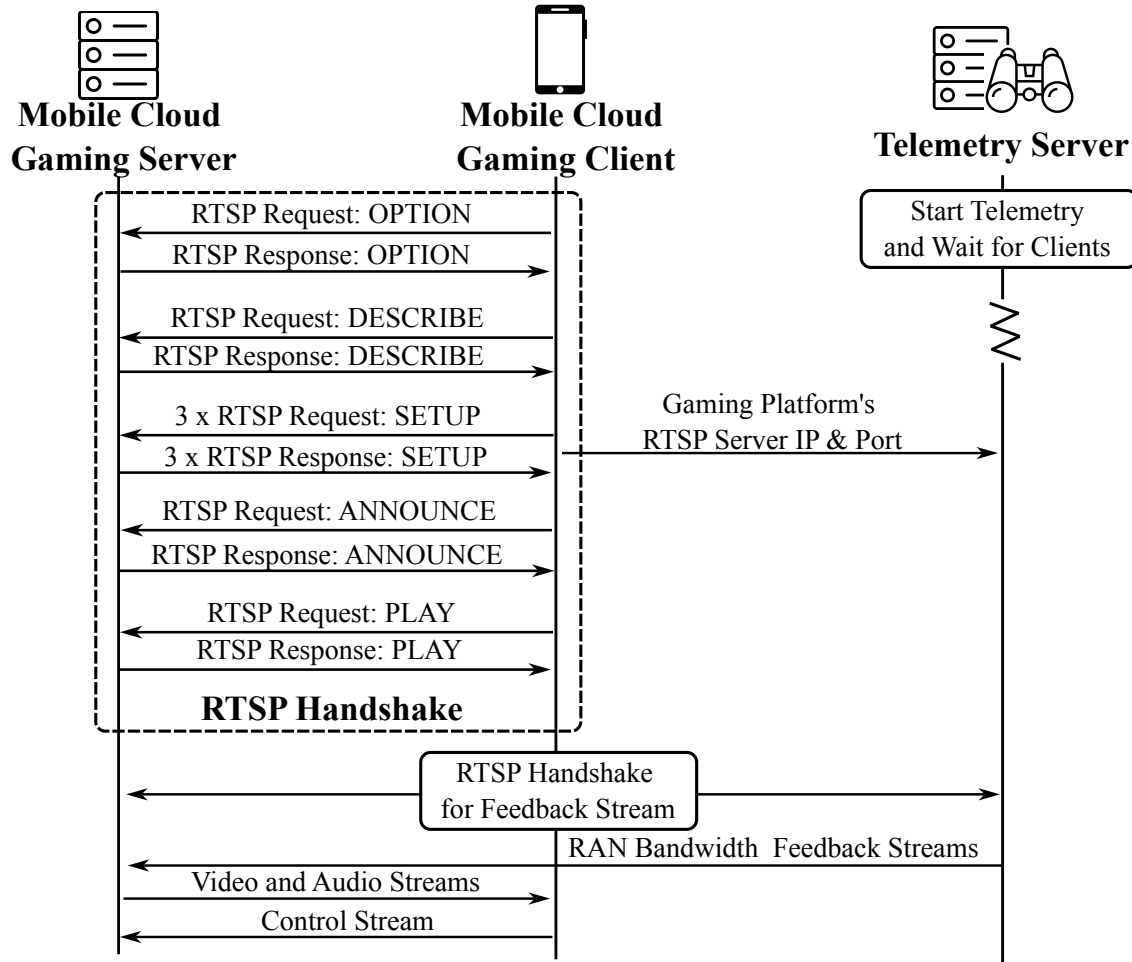 Mobile Cloud
Gaming Server
Mobile Cloud
Gaming Client
Telemetry Server
Start Telemetry
and Wait for Clients
RTSP Request: OPTION
RTSP Response: OPTION
RTSP Request: DESCRIBE
RTSP Response: DESCRIBE
3 x RTSP Request: SETUP
3 x RTSP Response: SETUP
Gaming Platform's
RTSP Server IP & Port
RTSP Request: ANNOUNCE
RTSP Response: ANNOUNCE
RTSP Request: PLAY
RTSP Response: PLAY
RTSP Handshake
RTSP Handshake
for Feedback Stream
RAN Bandwidth Feedback Streams
Video and Audio Streams
Control Stream